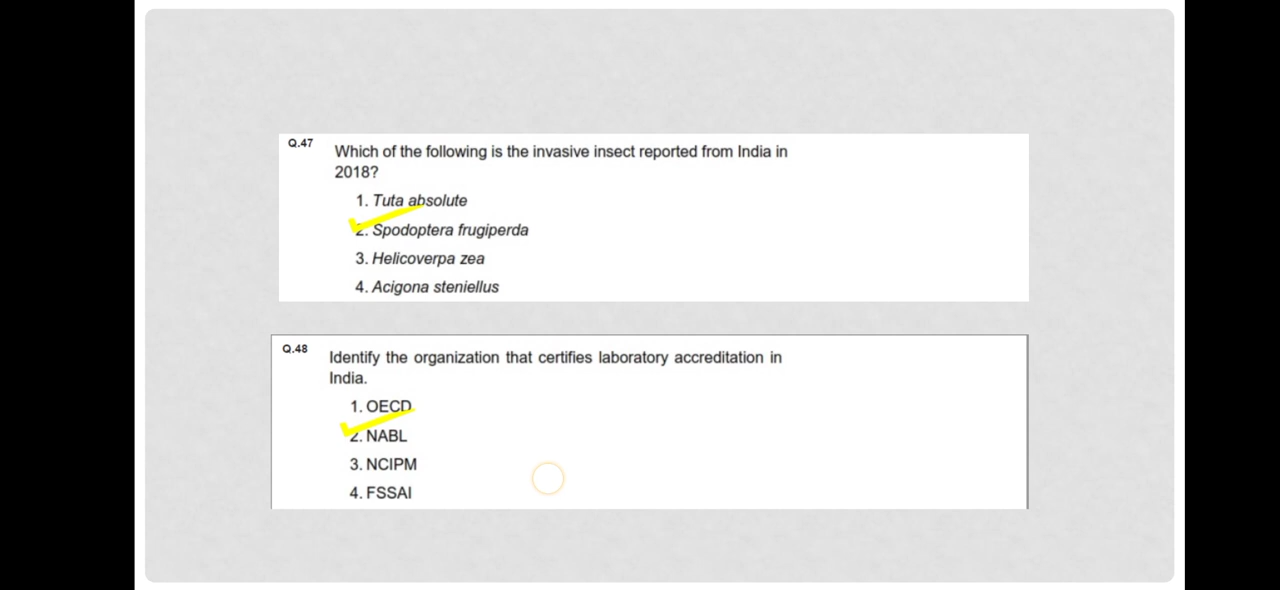 Q.47
Which of the following is the invasive insect reported from India in
2018?
1. Tuta absolute
2. Spodoptera frugiperda
3. Helicoverpa zea
4. Acigona steniellus
Q.48
Identify the organization that certifies laboratory accreditation in
India.
1. OECD
2. NABL
3. NCIPM
4. FSSAI